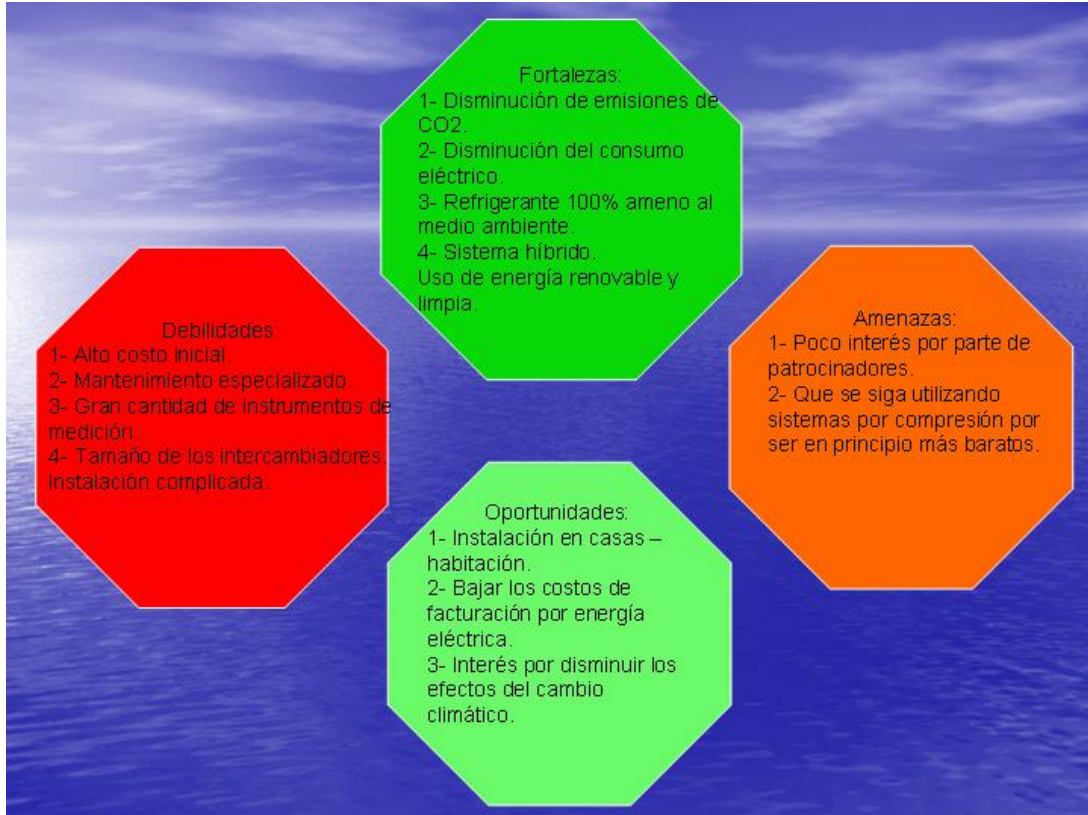 Fortalezas:
1- Disminución de emisiones de
CO2.
2- Disminución del consumo
eléctrico.
3- Refrigerante 100% ameno al
medio ambiente.
4- Sistema híbrido.
Uso de energía renovable y
limpia.
Debilidades:
1- Alto costo inicial.
2- Mantenimiento especializado.
3- Gran cantidad de instrumentos de
medición.
4- Tamaño de los intercambiadores.
Instalación complicada.
Amenazas:
1- Poco interés por parte de
patrocinadores.
2- Que se siga utilizando
sistemas por compresión por
ser en principio más baratos.
Oportunidades:
1- Instalación en casas –
habitación.
2- Bajar los costos de
facturación por energía
eléctrica.
3- Interés por disminuir los
efectos del cambio
climático.